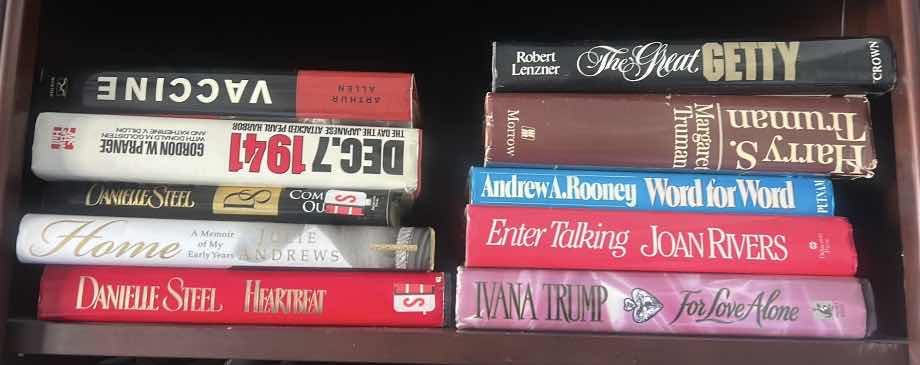 VACCINE
ARTHUR
ALLEN
DEC. 7 1941
THE DAY THE JAPANESE ATTACKED PEARL HARBOR
GORDON W. PRANGE
WITH DONALD M. GOLDSTEIN
AND KATHERINE V. DILLON
DANIELLE STEEL
DS
Home
A Memoir
of My
Early Years
JULIE
ANDREWS
DANIELLE STEEL HEARTBEAT
Robert
Lenzner
The Great GETTY
CROWN
Harry S.
Truman
Margaret
Truman
Morrow
Andrew A. Rooney Word for Word
PUTNAM
Enter Talking JOAN RIVERS
IVANA TRUMP For Love Alone